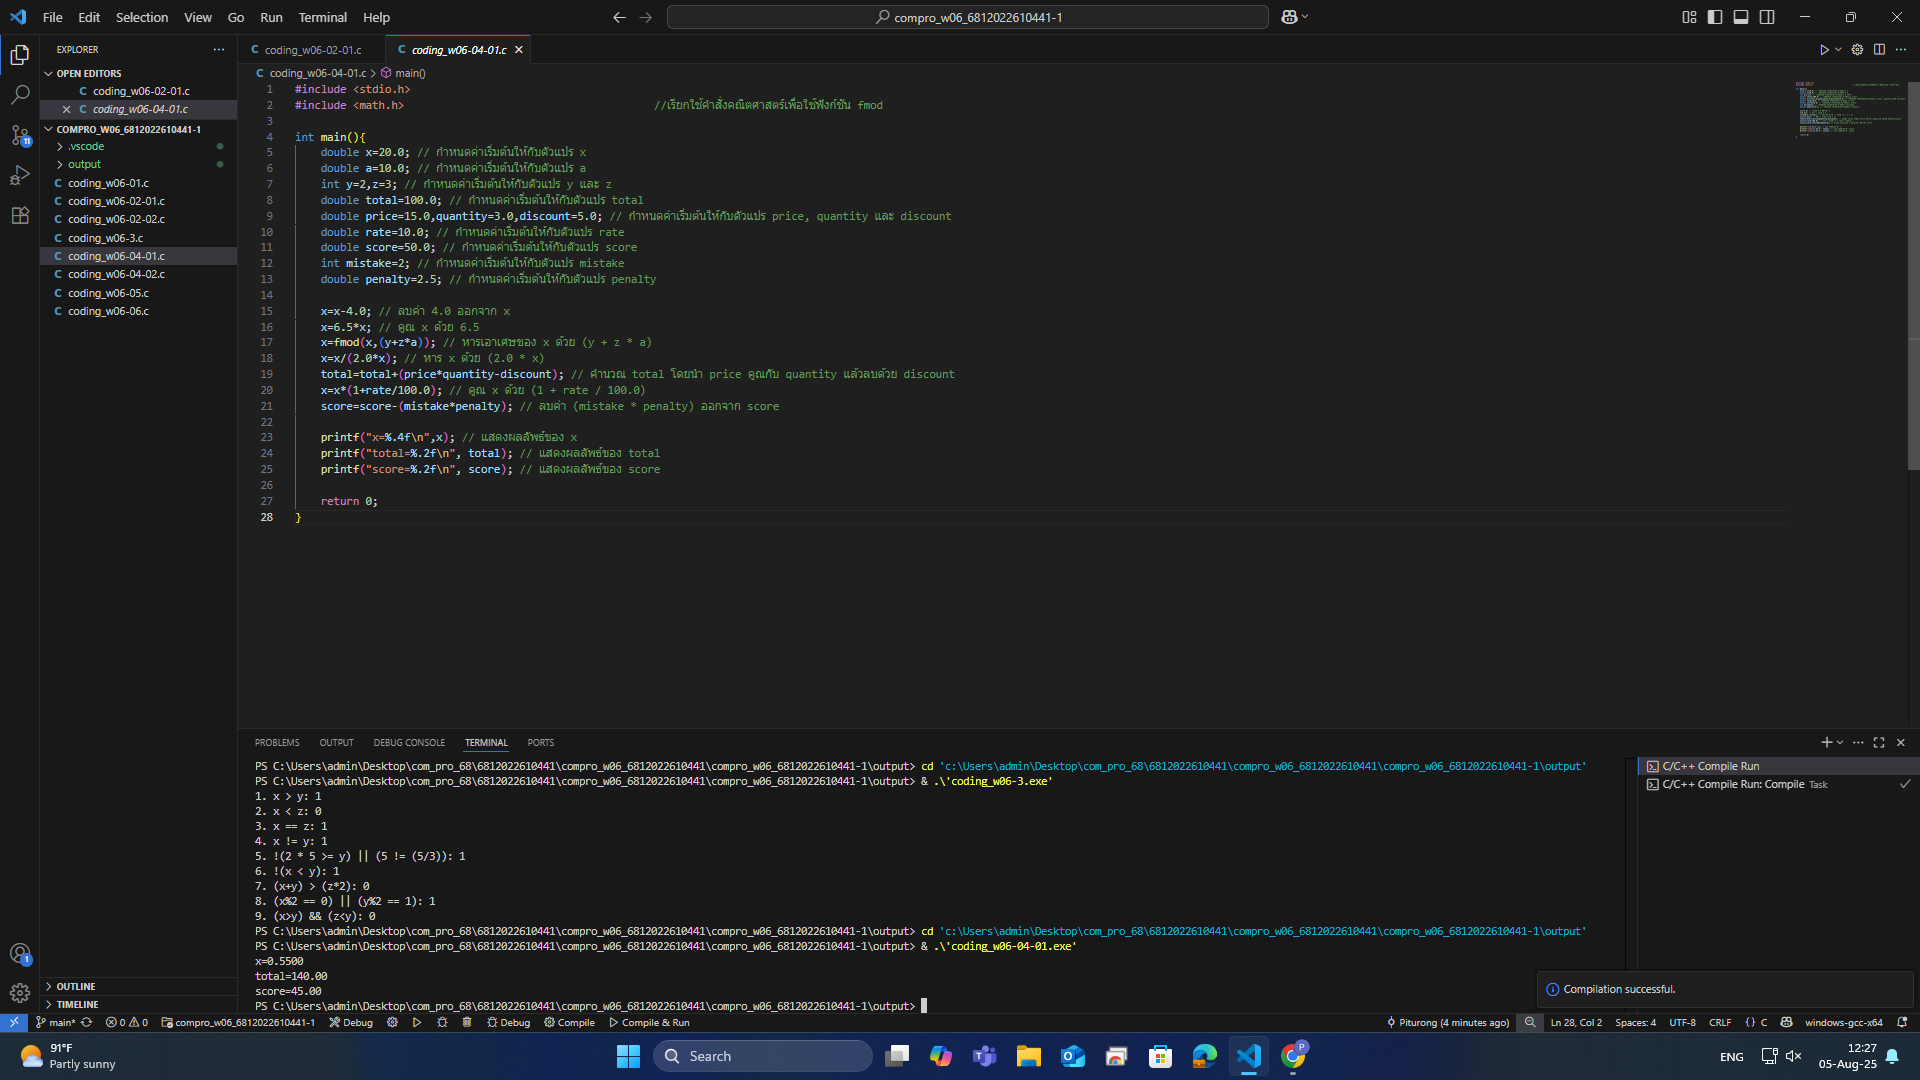 File Edit Selection View Go Run Terminal Help
compro_w06_6812022610441-1
EXPLORER
OPEN EDITORS
coding_w06-02-01.c
coding_w06-04-01.c
COMPRO_W06_6812022610441-1
.vscode
output
coding_w06-01.c
coding_w06-02-01.c
coding_w06-02-02.c
coding_w06-3.c
coding_w06-04-01.c
coding_w06-04-02.c
coding_w06-05.c
coding_w06-06.c
OUTLINE
TIMELINE
C coding_w06-02-01.c C coding_w06-04-01.c
C coding_w06-04-01.c > main()
1 #include <stdio.h>
2 #include <math.h> //เรียกใช้คำสั่งคณิตศาสตร์เพื่อใช้ฟังก์ชัน fmod
3
4 int main(){
5 double x=20.0; // กำหนดค่าเริ่มต้นให้กับตัวแปร x
6 double a=10.0; // กำหนดค่าเริ่มต้นให้กับตัวแปร a
7 int y=2,z=3; // กำหนดค่าเริ่มต้นให้กับตัวแปร y และ z
8 double total=100.0; // กำหนดค่าเริ่มต้นให้กับตัวแปร total
9 double price=15.0,quantity=3.0,discount=5.0; // กำหนดค่าเริ่มต้นให้กับตัวแปร price, quantity และ discount
10 double rate=10.0; // กำหนดค่าเริ่มต้นให้กับตัวแปร rate
11 double score=50.0; // กำหนดค่าเริ่มต้นให้กับตัวแปร score
12 int mistake=2; // กำหนดค่าเริ่มต้นให้กับตัวแปร mistake
13 double penalty=2.5; // กำหนดค่าเริ่มต้นให้กับตัวแปร penalty
14
15 x=x-4.0; // ลบค่า 4.0 ออกจาก x
16 x=6.5*x; // คูณ x ด้วย 6.5
17 x=fmod(x,(y+z*a)); // หารเอาเศษของ x ด้วย (y + z * a)
18 x=x/(2.0*x); // หาร x ด้วย (2.0 * x)
19 total=total+(price*quantity-discount); // คำนวณ total โดยนำ price คูณกับ quantity แล้วลบด้วย discount
20 x=x*(1+rate/100.0); // คูณ x ด้วย (1 + rate / 100.0)
21 score=score-(mistake*penalty); // ลบค่า (mistake * penalty) ออกจาก score
22
23 printf("x=%.4f\n",x); // แสดงผลลัพธ์ของ x
24 printf("total=%.2f\n", total); // แสดงผลลัพธ์ของ total
25 printf("score=%.2f\n", score); // แสดงผลลัพธ์ของ score
26
27 return 0;
28 }
PROBLEMS OUTPUT DEBUG CONSOLE TERMINAL PORTS
PS C:\Users\admin\Desktop\com_pro_68\6812022610441\compro_w06_6812022610441\compro_w06_6812022610441-1\output> cd 'c:\Users\admin\Desktop\com_pro_68\6812022610441\compro_w06_6812022610441\compro_w06_6812022610441-1\output'
PS C:\Users\admin\Desktop\com_pro_68\6812022610441\compro_w06_6812022610441\compro_w06_6812022610441-1\output> & .\'coding_w06-3.exe'
1. x > y: 1
2. x < z: 0
3. x == z: 1
4. x != y: 1
5. !(2 * 5 >= y) || (5 != (5/3)): 1
6. !(x < y): 1
7. (x+y) > (z*2): 0
8. (x%2 == 0) || (y%2 == 1): 1
9. (x>y) && (z<y): 0
PS C:\Users\admin\Desktop\com_pro_68\6812022610441\compro_w06_6812022610441\compro_w06_6812022610441-1\output> cd 'c:\Users\admin\Desktop\com_pro_68\6812022610441\compro_w06_6812022610441\compro_w06_6812022610441-1\output'
PS C:\Users\admin\Desktop\com_pro_68\6812022610441\compro_w06_6812022610441\compro_w06_6812022610441-1\output> & .\'coding_w06-04-01.exe'
x=0.5500
total=140.00
score=45.00
PS C:\Users\admin\Desktop\com_pro_68\6812022610441\compro_w06_6812022610441\compro_w06_6812022610441-1\output>
C/C++ Compile Run
C/C++ Compile Run: Compile Task
Compilation successful.
main* 0 0 compro_w06_6812022610441-1 Debug Debug Compile Compile & Run Piturong (4 minutes ago) Ln 28, Col 2 Spaces: 4 UTF-8 CRLF {} C windows-gcc-x64
91°F
Partly sunny
Search
ENG
12:27
05-Aug-25